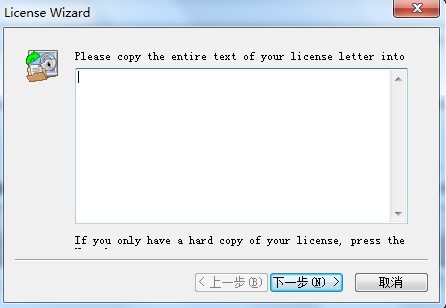 License Wizard
Please copy the entire text of your license letter into
If you only have a hard copy of your license, press the
< 上一步(B)
下一步(N) >
取消